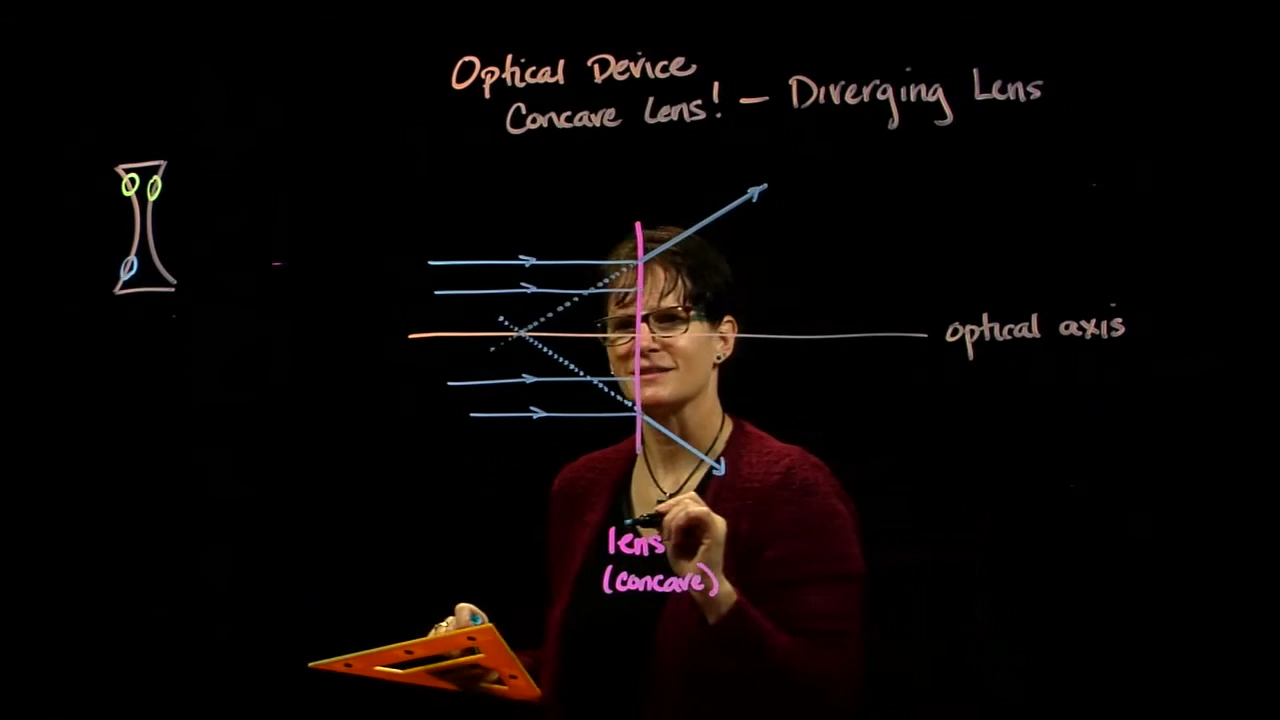 Optical Device
Concave Lens! – Diverging Lens
optical axis
lens
(concave)